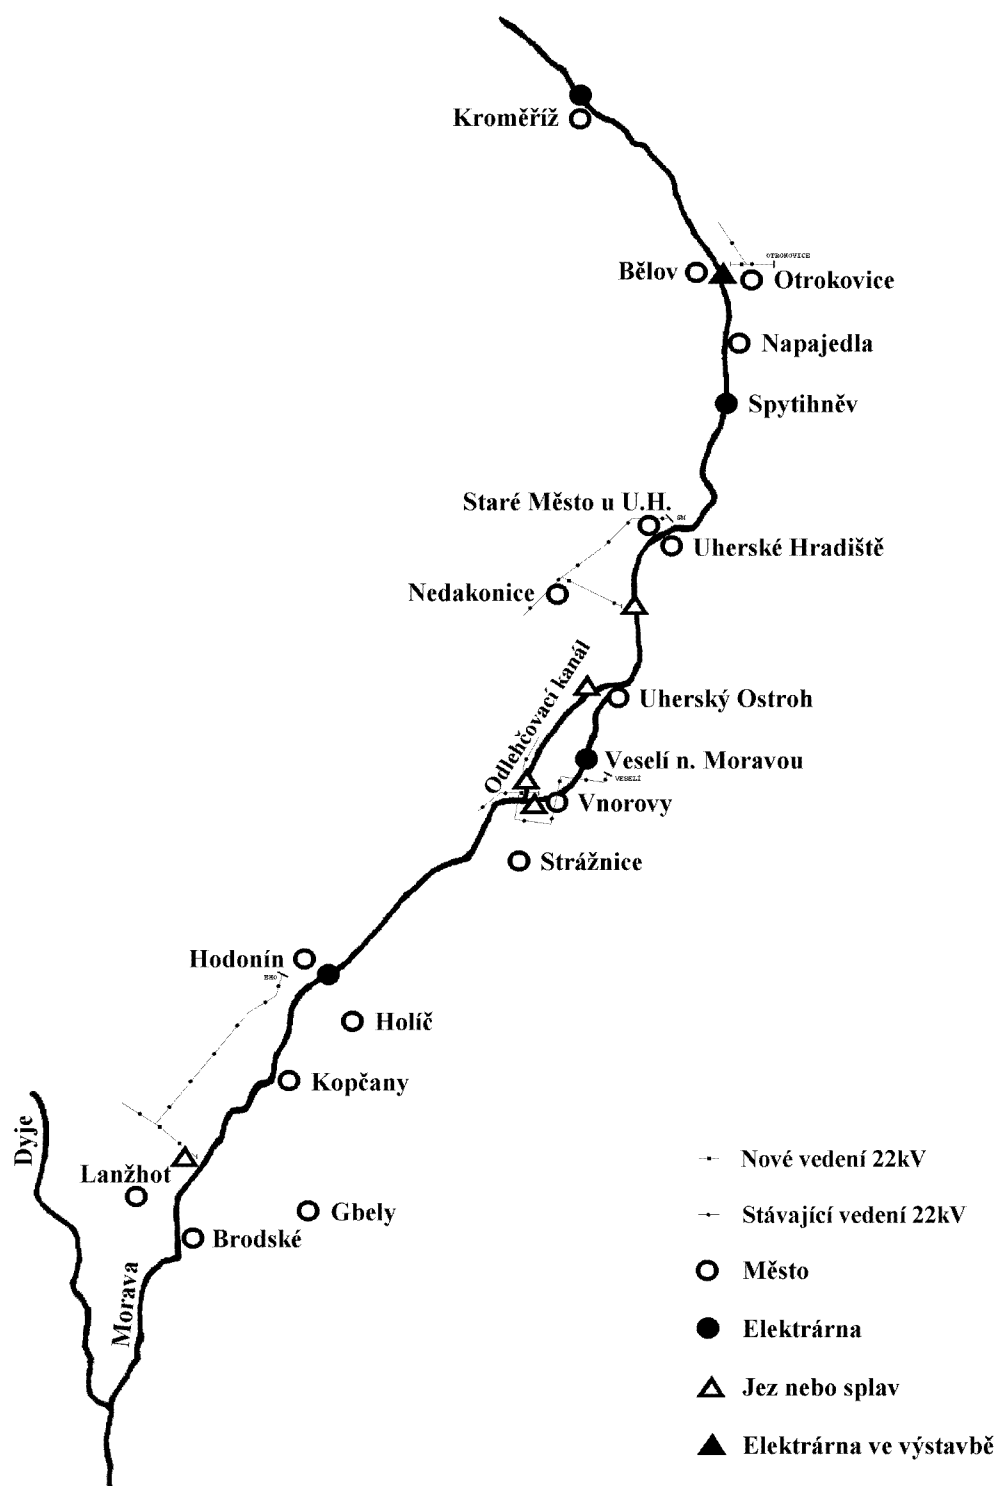 Kroměříž
OTROKOVICE
Bělov
Otrokovice
Napajedla
Spytihněv
Staré Město u U.H.
SM
Uherské Hradiště
Nedakonice
Odlehčovací kanál
Uherský Ostroh
Veselí n. Moravou
VESELÍ
Vnorovy
Strážnice
Hodonín
EHO
Holíč
Kopčany
Dyje
Lanžhot
Gbely
Brodské
Morava
Nové vedení 22kV
Stávající vedení 22kV
Město
Elektrárna
Jez nebo splav
Elektrárna ve výstavbě